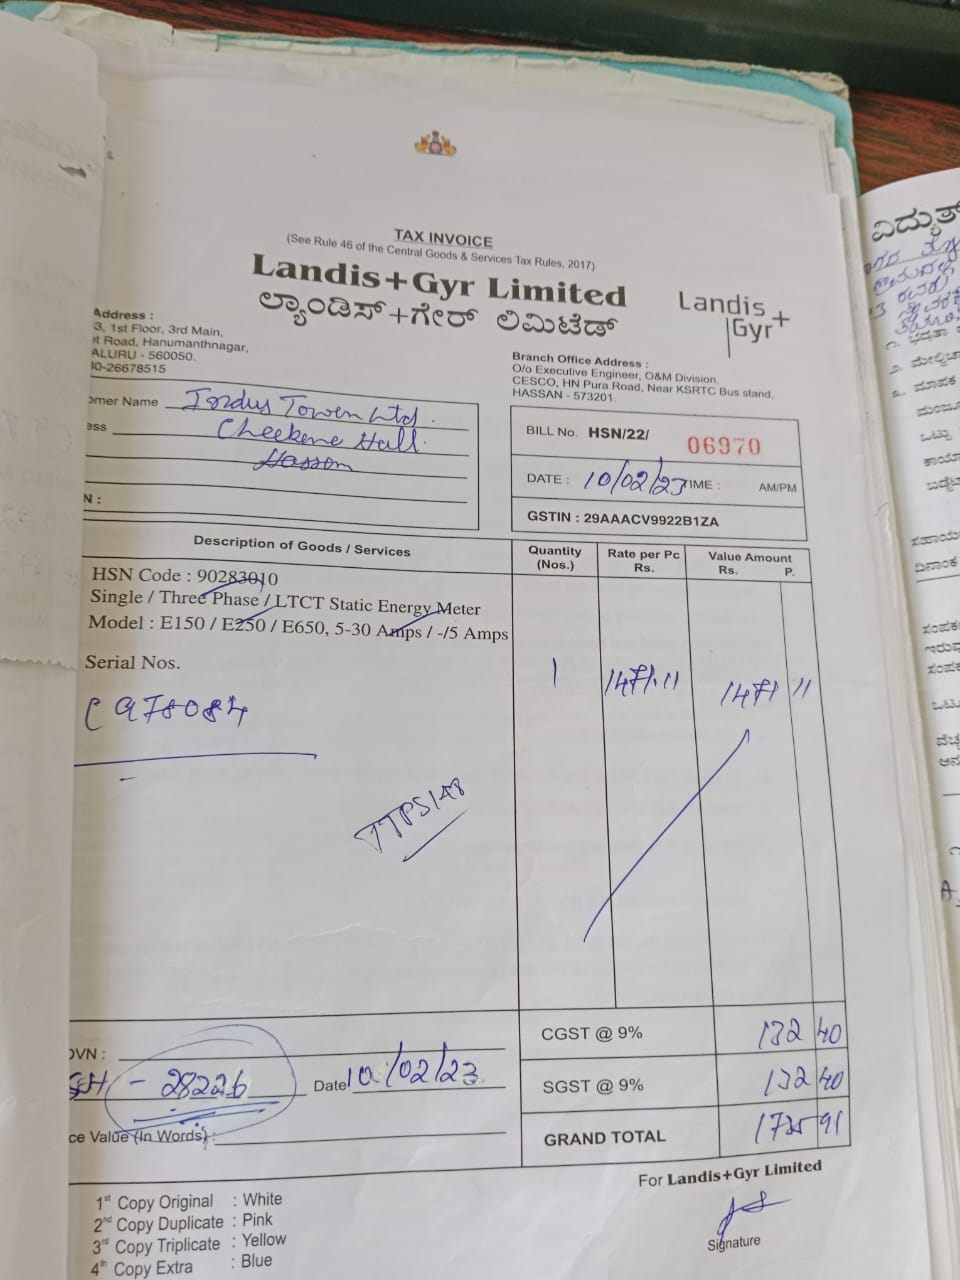 TAX INVOICE
(See Rule 46 of the Central Goods & Services Tax Rules, 2017)
Landis+Gyr Limited
ಲ್ಯಾಂಡಿಸ್+ಗೇರ್ ಲಿಮಿಟೆಡ್
Landis+
Gyr
Address :
3, 1st Floor, 3rd Main,
t Road, Hanumanthnagar,
ALURU - 560050.
0-26678515
Branch Office Address :
O/o Executive Engineer, O&M Division,
CESCO, HN Pura Road, Near KSRTC Bus stand,
HASSAN - 573201.
omer Name Indus Tower Ltd.
ess Hall
Hassan
N :
BILL No. HSN/22/ 06970
DATE : 10/02/23 TIME : AM/PM
GSTIN : 29AAACV9922B1ZA
Description of Goods / Services Quantity (Nos.) Rate per Pc Rs. Value Amount Rs. P.
HSN Code : 90283010
Single / Three Phase / LTCT Static Energy Meter
Model : E150 / E250 / E650, 5-30 Amps / -/5 Amps
Serial Nos. 1 1471.11 1471 11
C 978084
TTPS148
CGST @ 9% 132 40
SGST @ 9% 132 40
GRAND TOTAL 1735 91
OVN :
- 28226 Date 10/02/23
ce Value (In Words) :
For Landis+Gyr Limited
Signature
1st Copy Original : White
2nd Copy Duplicate : Pink
3rd Copy Triplicate : Yellow
4th Copy Extra : Blue
ವಿದ್ಯುತ್